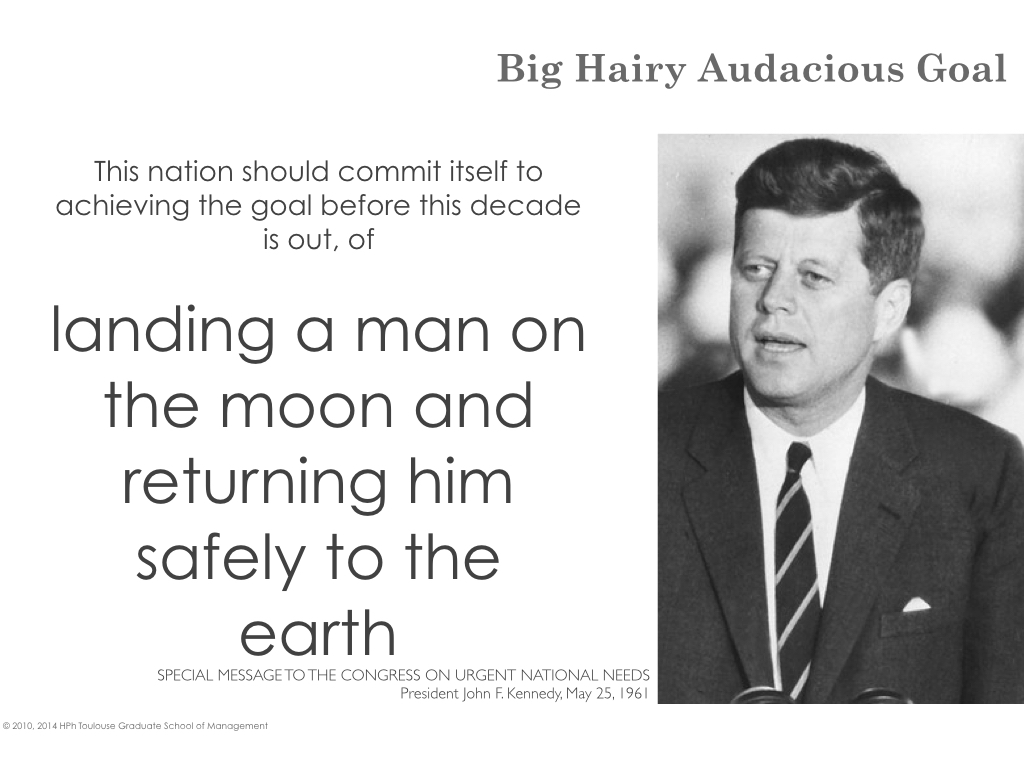 Big Hairy Audacious Goal
This nation should commit itself to
achieving the goal before this decade
is out, of
landing a man on
the moon and
returning him
safely to the
earth
SPECIAL MESSAGE TO THE CONGRESS ON URGENT NATIONAL NEEDS
President John F. Kennedy, May 25, 1961
© 2010, 2014 HPh Toulouse Graduate School of Management